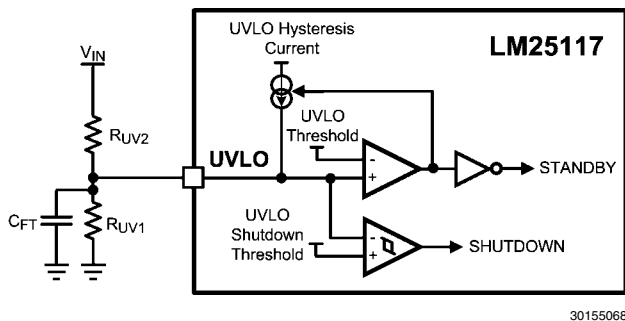 UVLO Hysteresis
Current
LM25117
VIN
UVLO
Threshold
RUV2
UVLO
-
+
STANDBY
CFT
RUV1
UVLO
Shutdown
Threshold
-
+
SHUTDOWN
30155068